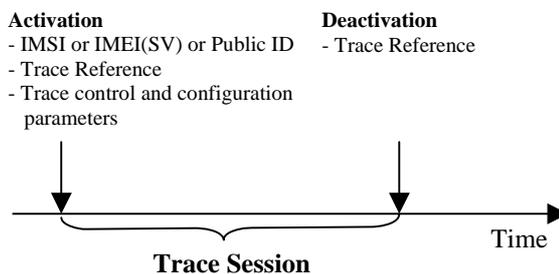 Activation
- IMSI or IMEI(SV) or Public ID
- Trace Reference
- Trace control and configuration
parameters
Deactivation
- Trace Reference
Time
Trace Session